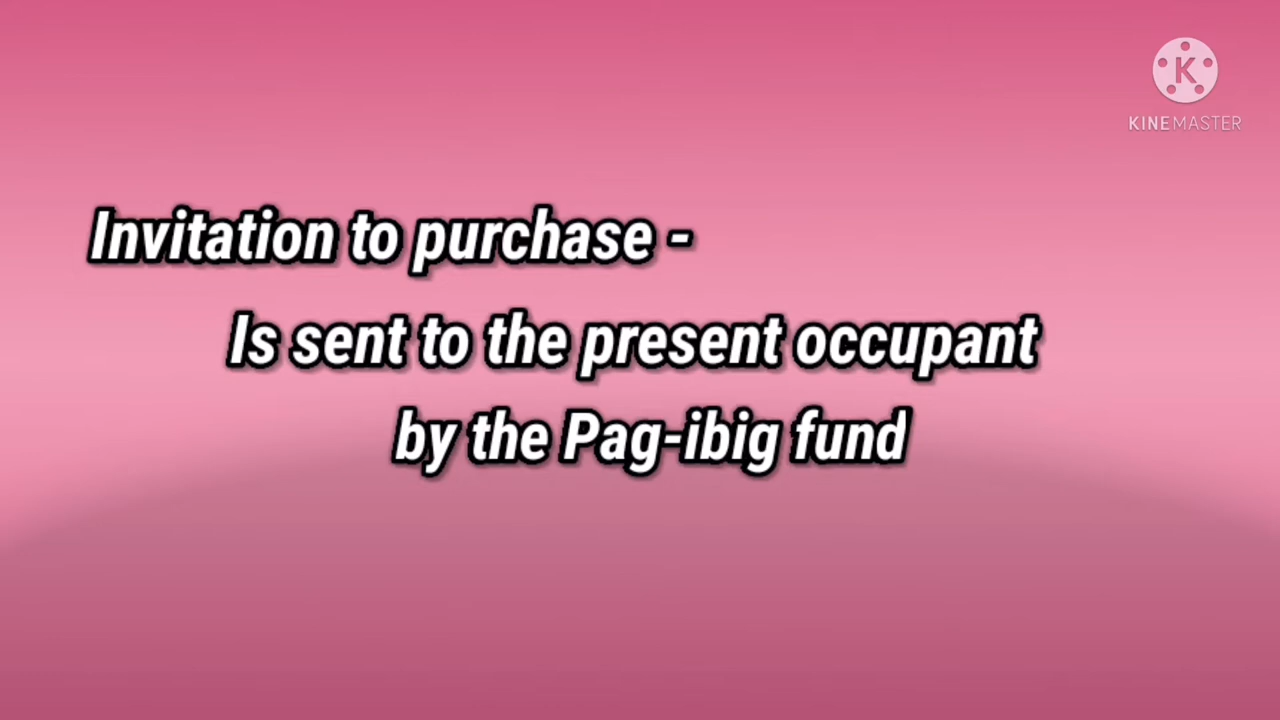 K
KINEMASTER
Invitation to purchase -
Is sent to the present occupant
by the Pag-ibig fund